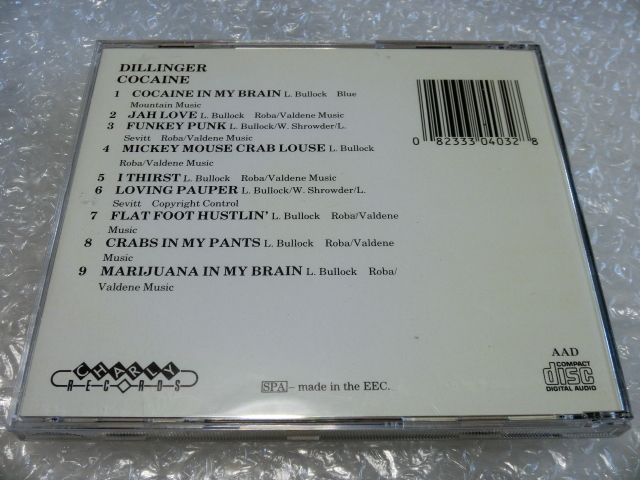 DILLINGER
COCAINE
1 COCAINE IN MY BRAIN L. Bullock Blue
Mountain Music
2 JAH LOVE L. Bullock Roba/Valdene Music
3 FUNKEY PUNK L. Bullock/W. Shrowder/L.
Sevitt Roba/Valdene Music
4 MICKEY MOUSE CRAB LOUSE L. Bullock
Roba/Valdene Music
5 I THIRST L. Bullock Roba/Valdene Music
6 LOVING PAUPER L. Bullock/W. Shrowder/L.
Sevitt Copyright Control
7 FLAT FOOT HUSTLIN' L. Bullock Roba/Valdene
Music
8 CRABS IN MY PANTS L. Bullock Roba/Valdene
Music
9 MARIJUANA IN MY BRAIN L. Bullock Roba/
Valdene Music
0 82333 04032 8
CHARLY
RECORDS
SPA – made in the EEC.
AAD
COMPACT
disc
DIGITAL AUDIO